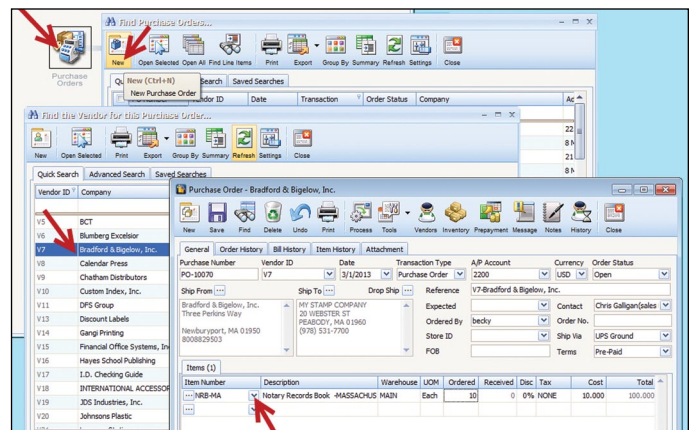 Purchase
Orders
Find Purchase Orders...
New Open Selected Open All Find Line Items Print Export Group By Summary Refresh Settings Close
New (Ctrl+N)
New Purchase Order
Search Saved Searches
Vendor ID Date Transaction Order Status Company
22
8 N
21
8 N
Find the Vendor for this Purchase Order...
New Open Selected Print Export Group By Summary Refresh Settings Close
Quick Search Advanced Search Saved Searches
Vendor ID Company
V5 BCT
V6 Blumberg Excelsior
V7 Bradford & Bigelow, Inc.
V8 Calendar Press
V9 Chatham Distributors
V10 Custom Index, Inc.
V11 DFS Group
V13 Discount Labels
V14 Gangi Printing
V15 Financial Office Systems, In
V16 Hayes School Publishing
V17 I.D. Checking Guide
V18 INTERNATIONAL ACCESSOR
V19 JDS Industries, Inc.
V20 Johnsons Plastic
Purchase Order - Bradford & Bigelow, Inc.
New Save Find Delete Undo Print Process Tools Vendors Inventory Prepayment Message Notes History Close
General Order History Bill History Item History Attachment
Purchase Number Vendor ID Date Transaction Type A/P Account Currency Order Status
PO-10070 V7 3/1/2013 Purchase Order 2200 USD Open
Ship From Ship To Drop Ship Reference V7-Bradford & Bigelow, Inc.
Bradford & Bigelow, Inc.
Three Perkins Way
Newburyport, MA 01950
8008829503
MY STAMP COMPANY
20 WEBSTER ST
PEABODY, MA 01960
(978) 531-7700
Expected Contact Chris Galligan(sales
Ordered By becky Order No.
Store ID Ship Via UPS Ground
FOB Terms Pre-Paid
Items (1)
Item Number Description Warehouse UOM Ordered Received Disc Tax Cost Total
NRB-MA Notary Records Book -MASSACHUS MAIN Each 10 0 0% NONE 10.000 100.000